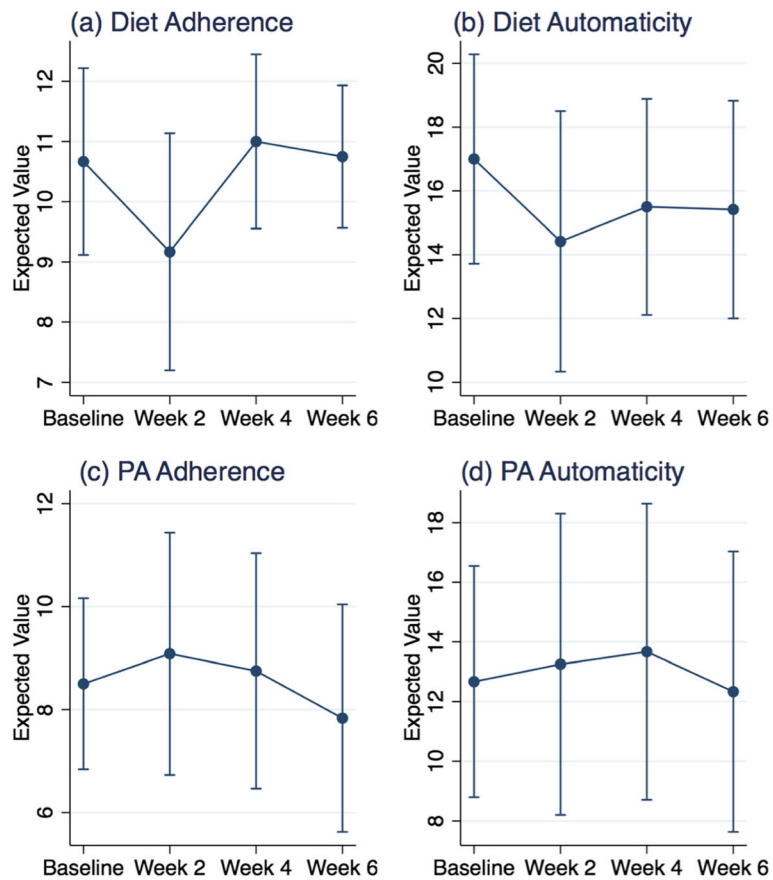 (a) Diet Adherence
Expected Value
12
11
10
9
8
7
Baseline Week 2 Week 4 Week 6
(b) Diet Automaticity
Expected Value
20
18
16
14
12
10
Baseline Week 2 Week 4 Week 6
(c) PA Adherence
Expected Value
12
10
8
6
Baseline Week 2 Week 4 Week 6
(d) PA Automaticity
Expected Value
18
16
14
12
10
8
Baseline Week 2 Week 4 Week 6